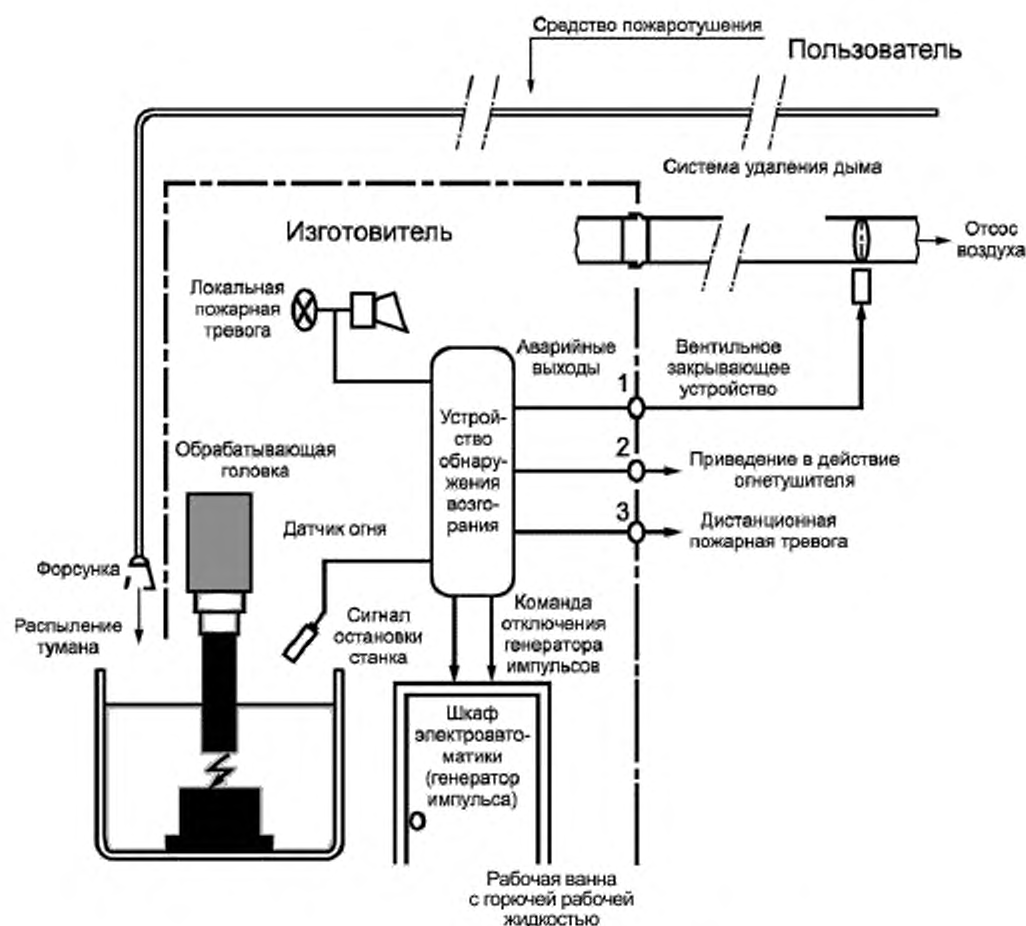 Средство пожаротушения
Пользователь
Система удаления дыма
Изготовитель
Отсос
воздуха
Локальная
пожарная
тревога
Аварийные
выходы
Вентильное
закрывающее
устройство
1
Устрой-
ство
обнару-
жения
возго-
рания
2
Приведение в действие
огнетушителя
3
Дистанционная
пожарная тревога
Обрабатывающая
головка
Датчик огня
Форсунка
Распыление
тумана
Сигнал
остановки
станка
Команда
отключения
генератора
импульсов
Шкаф
электроавто-
матики
(генератор
импульса)
Рабочая ванна
с горючей рабочей
жидкостью